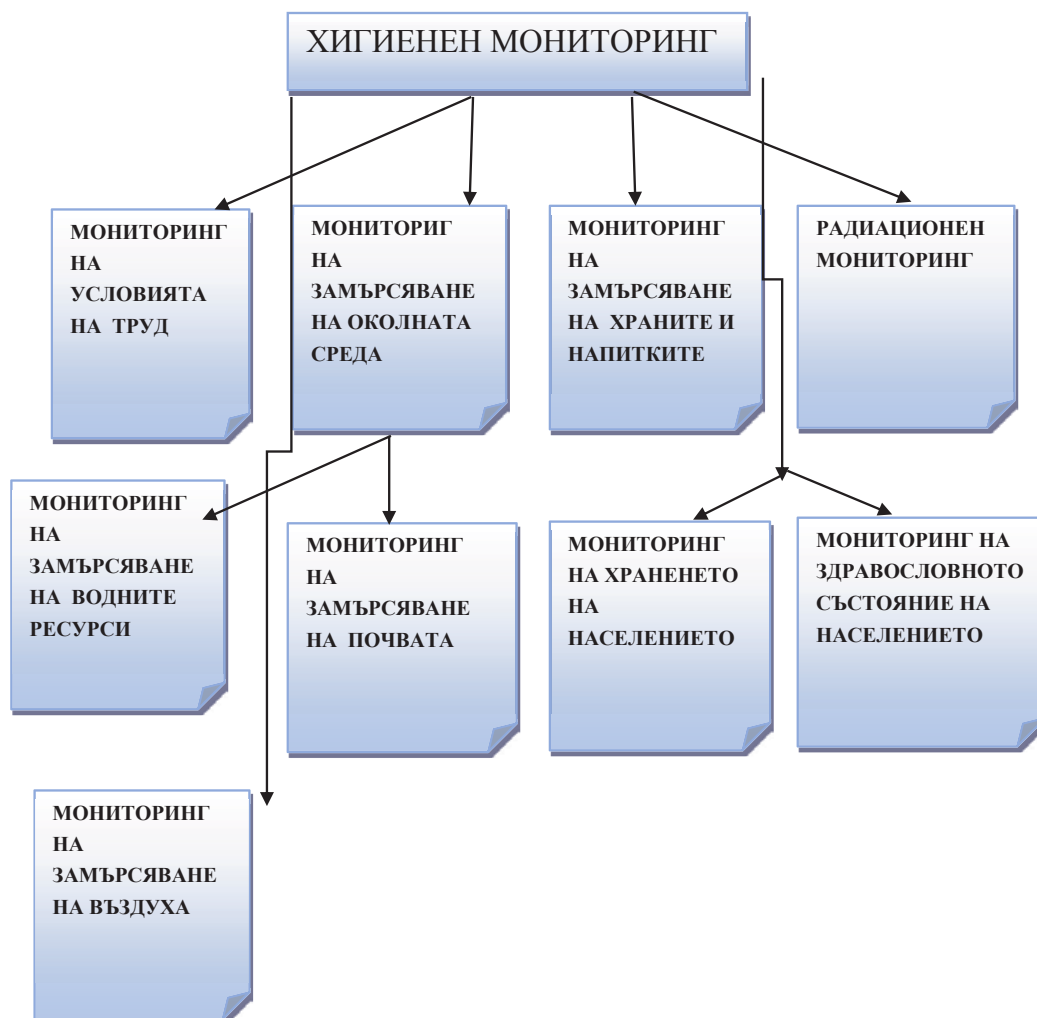 ХИГИЕНЕН МОНИТОРИНГ
МОНИТОРИНГ
НА
УСЛОВИЯТА
НА ТРУД
МОНИТОРИГ
НА
ЗАМЪРСЯВАНЕ
НА ОКОЛНАТА
СРЕДА
МОНИТОРИНГ
НА
ЗАМЪРСЯВАНЕ
НА ХРАНИТЕ И
НАПИТКИТЕ
РАДИАЦИОНЕН
МОНИТОРИНГ
МОНИТОРИНГ
НА
ЗАМЪРСЯВАНЕ
НА ВОДНИТЕ
РЕСУРСИ
МОНИТОРИНГ
НА
ЗАМЪРСЯВАНЕ
НА ПОЧВАТА
МОНИТОРИНГ
НА ХРАНЕНЕТО
НА
НАСЕЛЕНИЕТО
МОНИТОРИНГ НА
ЗДРАВОСЛОВНОТО
СЪСТОЯНИЕ НА
НАСЕЛЕНИЕТО
МОНИТОРИНГ
НА
ЗАМЪРСЯВАНЕ
НА ВЪЗДУХА